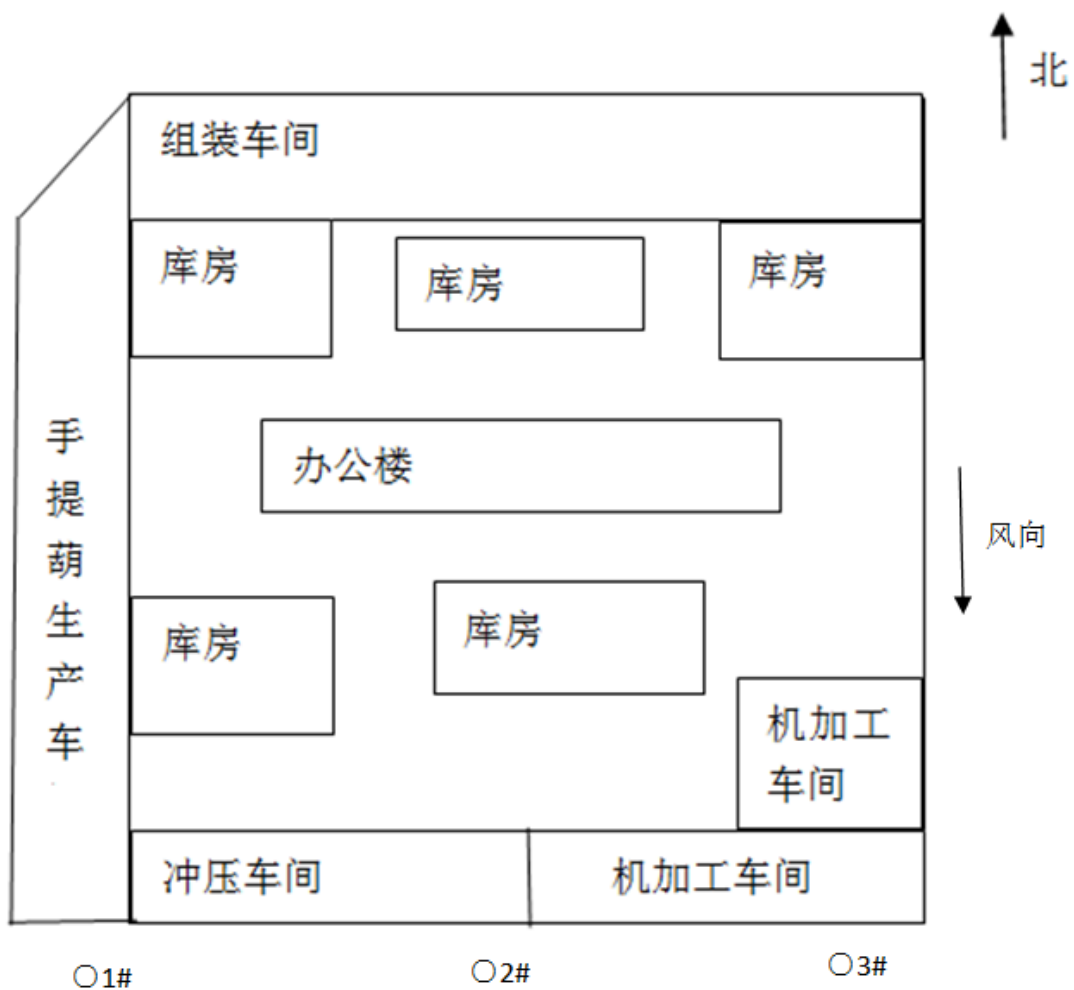 北
组装车间
库房
库房
库房
手
提
葫
生
产
车
办公楼
风向
库房
库房
机加工
车间
冲压车间
机加工车间
○1#
○2#
○3#